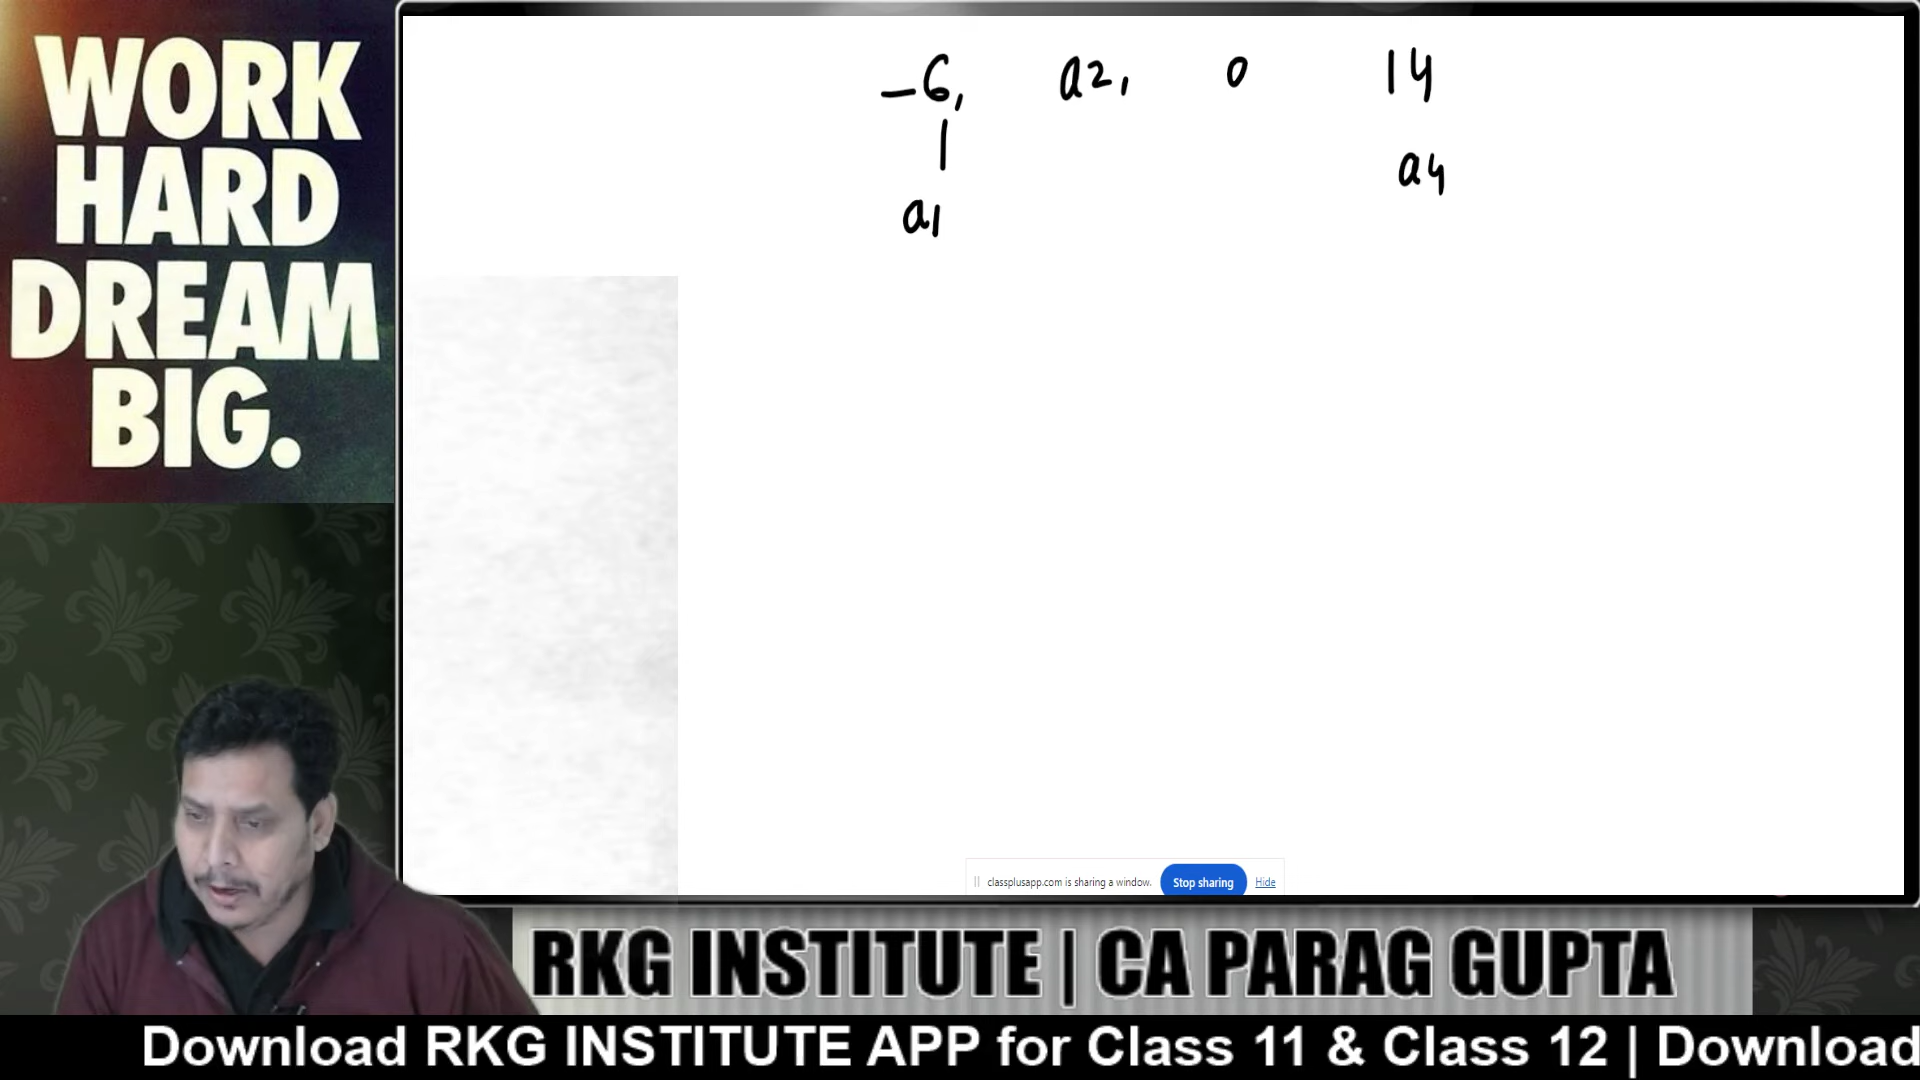 WORK
HARD
DREAM
BIG.
-6, a2, 0 14
a4
a1
classplusapp.com is sharing a window. Stop sharing Hide
RKG INSTITUTE | CA PARAG GUPTA
Download RKG INSTITUTE APP for Class 11 & Class 12 | Download